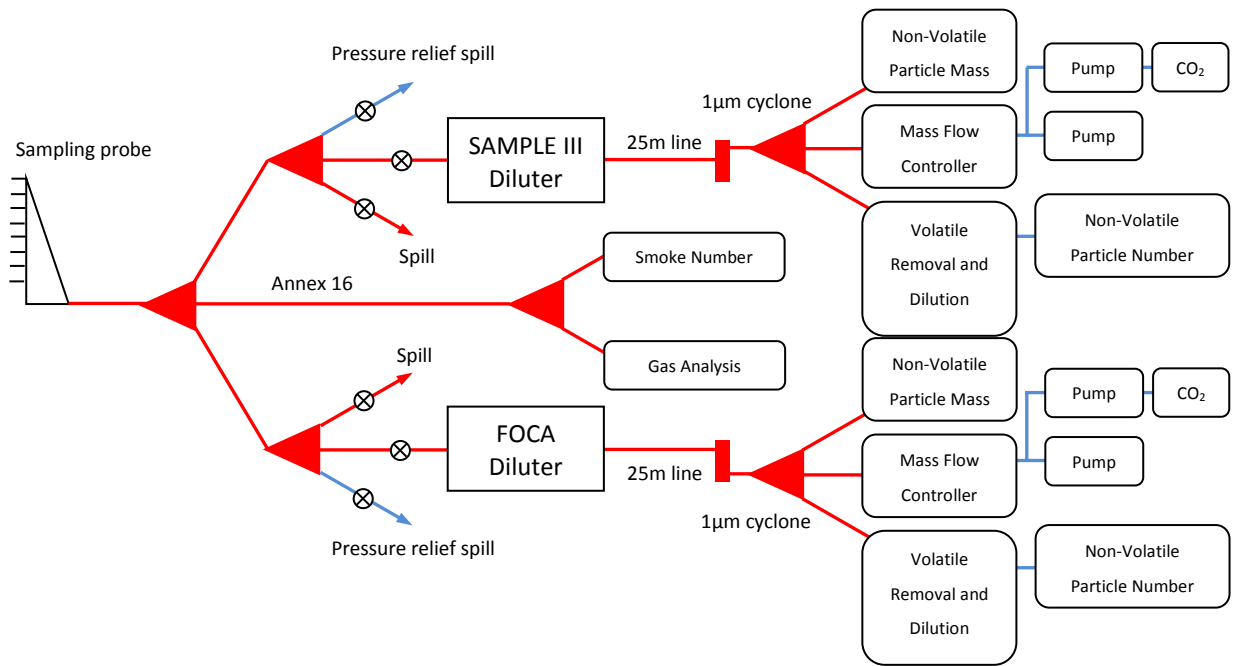 Pressure relief spill
Sampling probe
Spill
SAMPLE III
Diluter
25m line
1µm cyclone
Non-Volatile
Particle Mass
Mass Flow
Controller
Pump
CO₂
Pump
Volatile
Removal and
Dilution
Non-Volatile
Particle Number
Annex 16
Smoke Number
Gas Analysis
Spill
FOCA
Diluter
25m line
1µm cyclone
Pressure relief spill
Non-Volatile
Particle Mass
Mass Flow
Controller
Pump
CO₂
Pump
Volatile
Removal and
Dilution
Non-Volatile
Particle Number